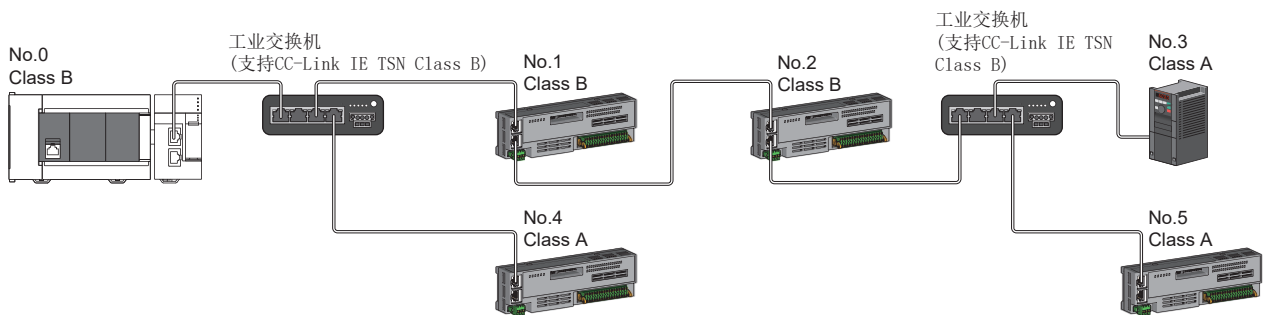 No.0
Class B
工业交换机
(支持CC-Link IE TSN Class B)
No.1
Class B
No.2
Class B
工业交换机
(支持CC-Link IE TSN
Class B)
No.3
Class A
No.4
Class A
No.5
Class A